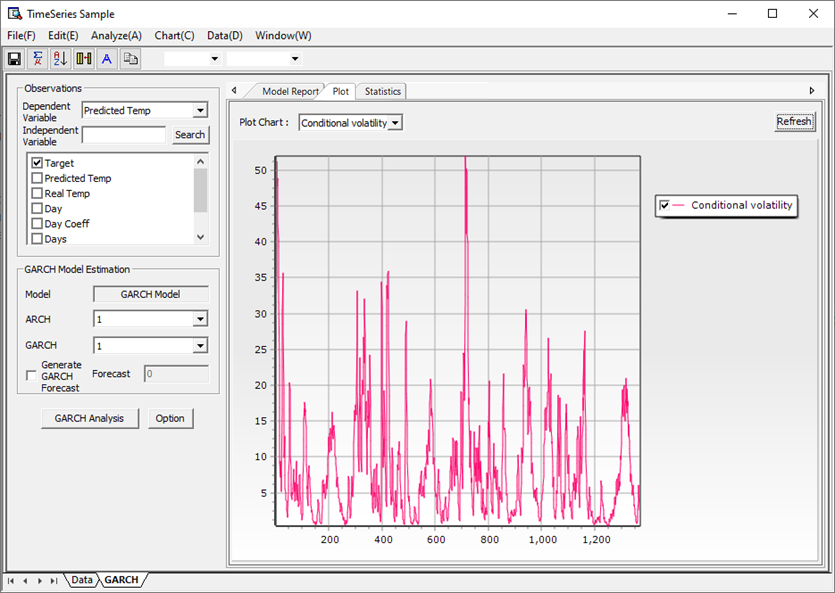 TimeSeries Sample
File(F) Edit(E) Analyze(A) Chart(C) Data(D) Window(W)
Observations
Dependent Variable
Predicted Temp
Independent Variable
Search
Target
Predicted Temp
Real Temp
Day
Day Coeff
Days
GARCH Model Estimation
Model
GARCH Model
ARCH
1
GARCH
1
Generate GARCH Forecast
Forecast
0
GARCH Analysis
Option
Model Report
Plot
Statistics
Plot Chart :
Conditional volatility
Refresh
50
45
40
35
30
25
20
15
10
5
200 400 600 800 1,000 1,200
Conditional volatility
Data
GARCH